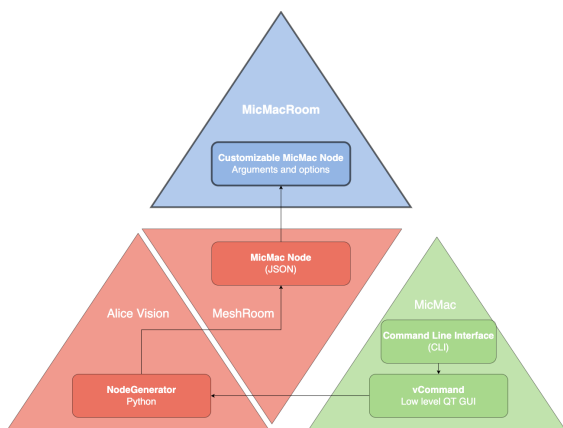 MicMacRoom
Customizable MicMac Node
Arguments and options
MicMac Node
(JSON)
Alice Vision
MeshRoom
MicMac
Command Line Interface
(CLI)
NodeGenerator
Python
vCommand
Low level QT GUI